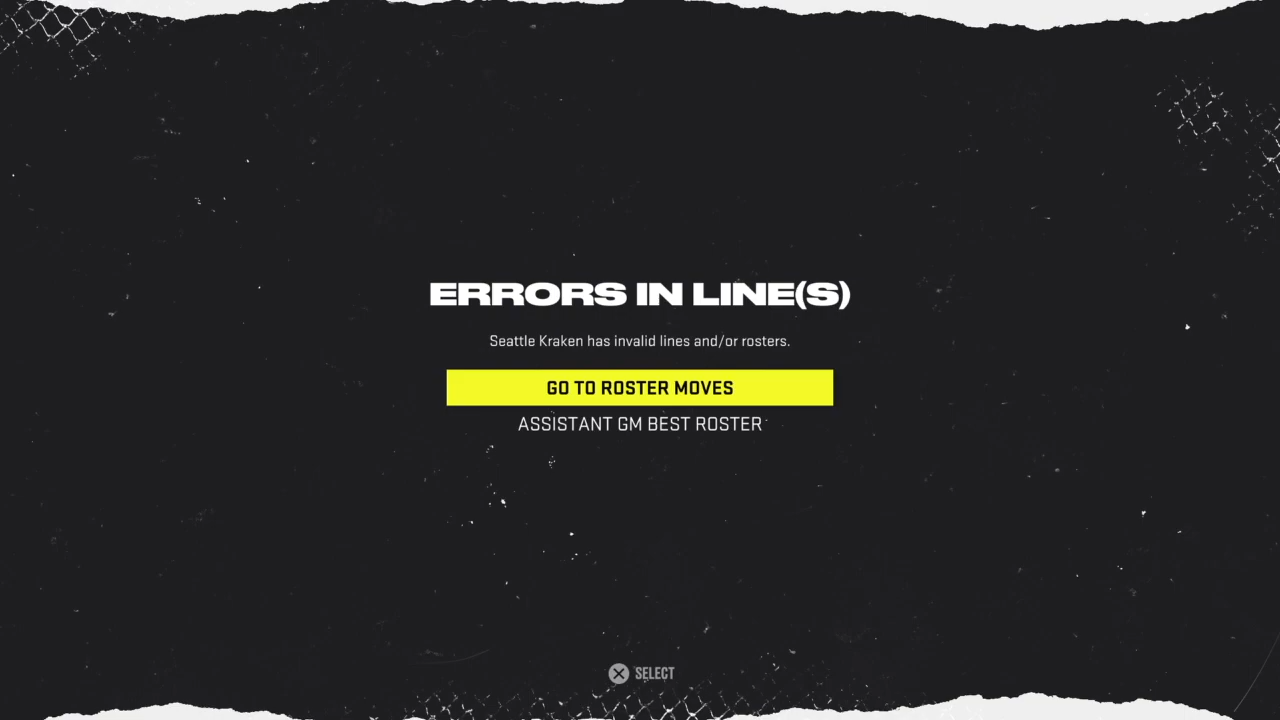 ERRORS IN LINE(S)
Seattle Kraken has invalid lines and/or rosters.
GO TO ROSTER MOVES
ASSISTANT GM BEST ROSTER
SELECT